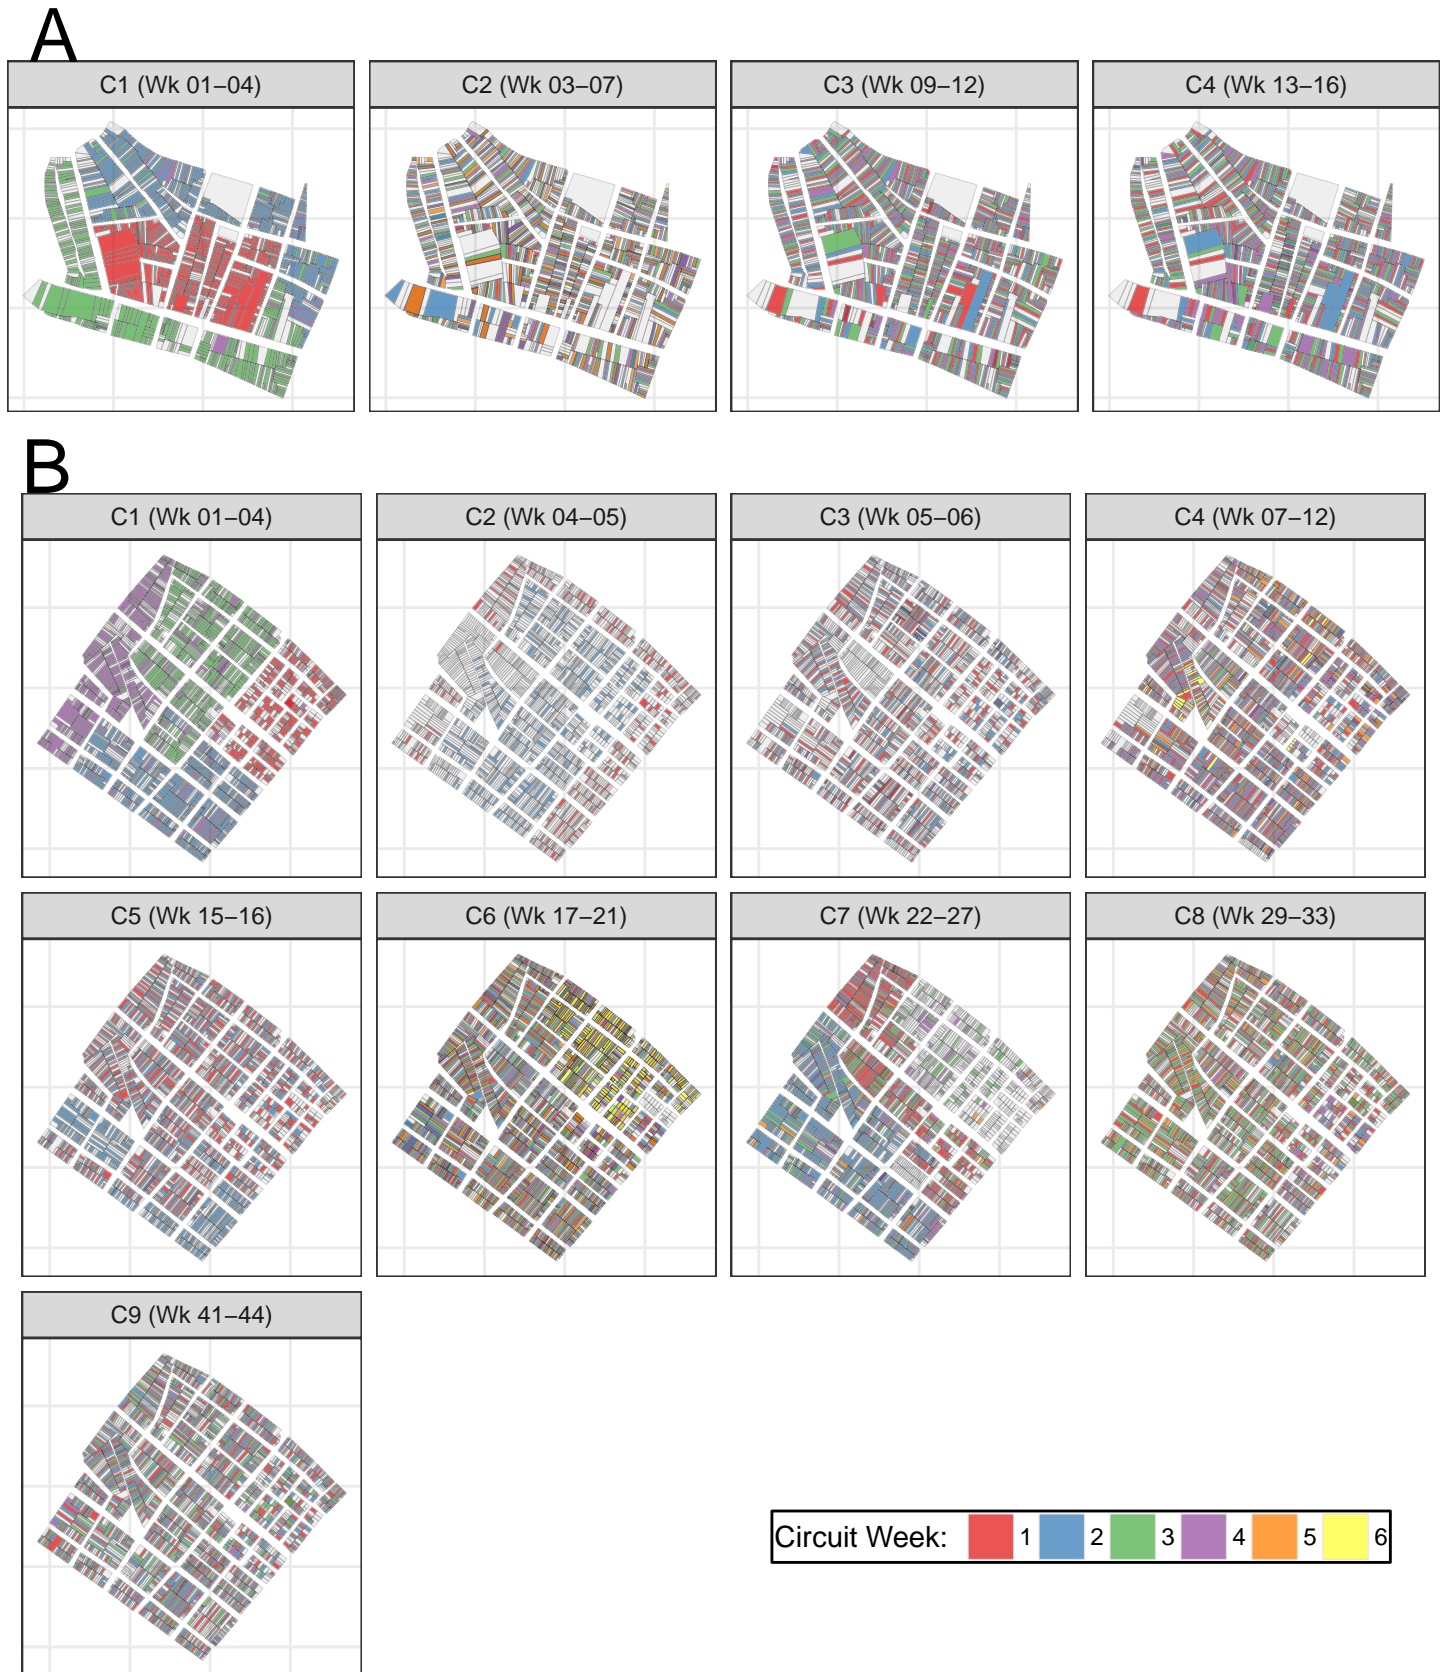 A
C1 (Wk 01–04)
C2 (Wk 03–07)
C3 (Wk 09–12)
C4 (Wk 13–16)
B
C1 (Wk 01–04)
C2 (Wk 04–05)
C3 (Wk 05–06)
C4 (Wk 07–12)
C5 (Wk 15–16)
C6 (Wk 17–21)
C7 (Wk 22–27)
C8 (Wk 29–33)
C9 (Wk 41–44)
Circuit Week: 1 2 3 4 5 6